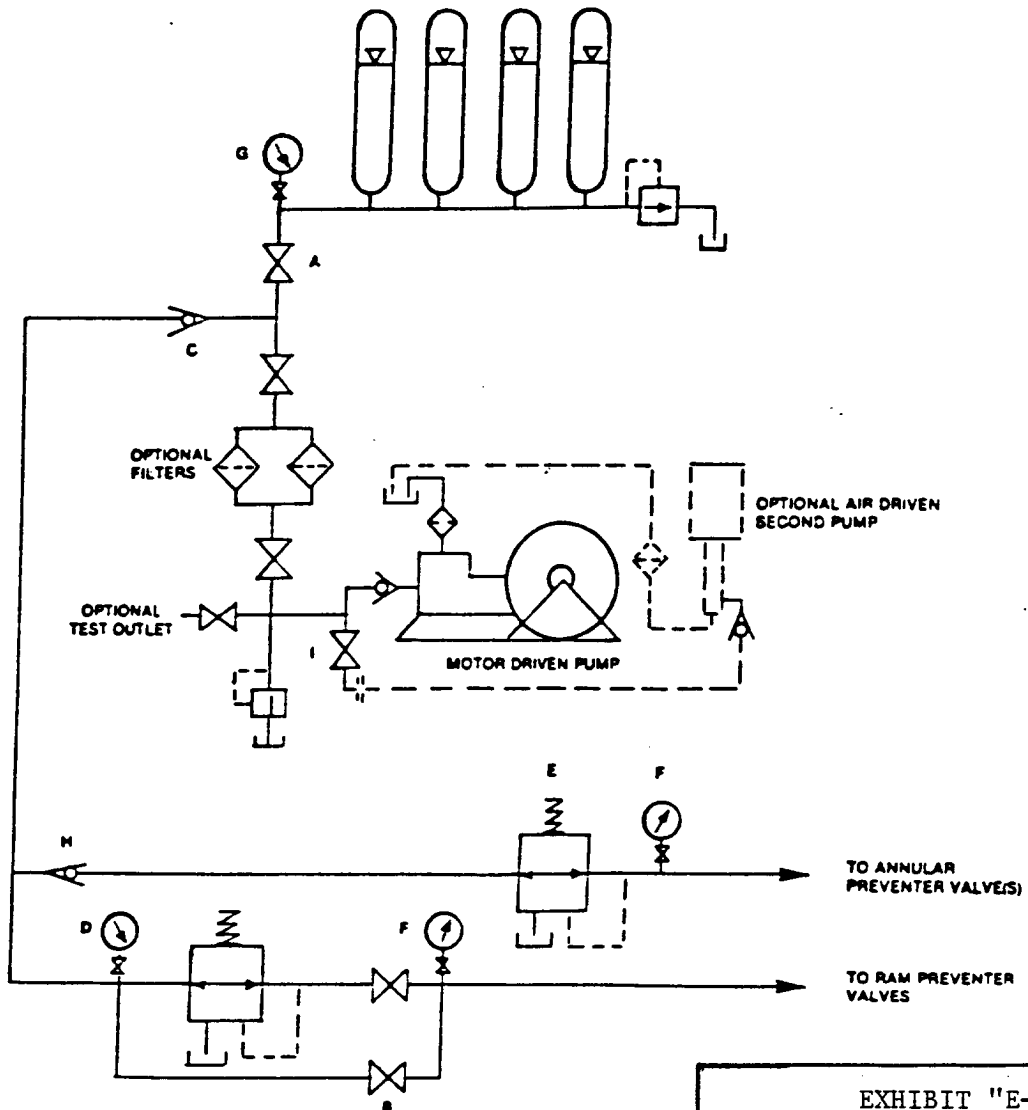 G
A
C
OPTIONAL
FILTERS
OPTIONAL AIR DRIVEN
SECOND PUMP
OPTIONAL
TEST OUTLET
I
MOTOR DRIVEN PUMP
E
F
H
TO ANNULAR
PREVENTER VALVE(S)
D
F
TO RAM PREVENTER
VALVES
B
EXHIBIT "E-